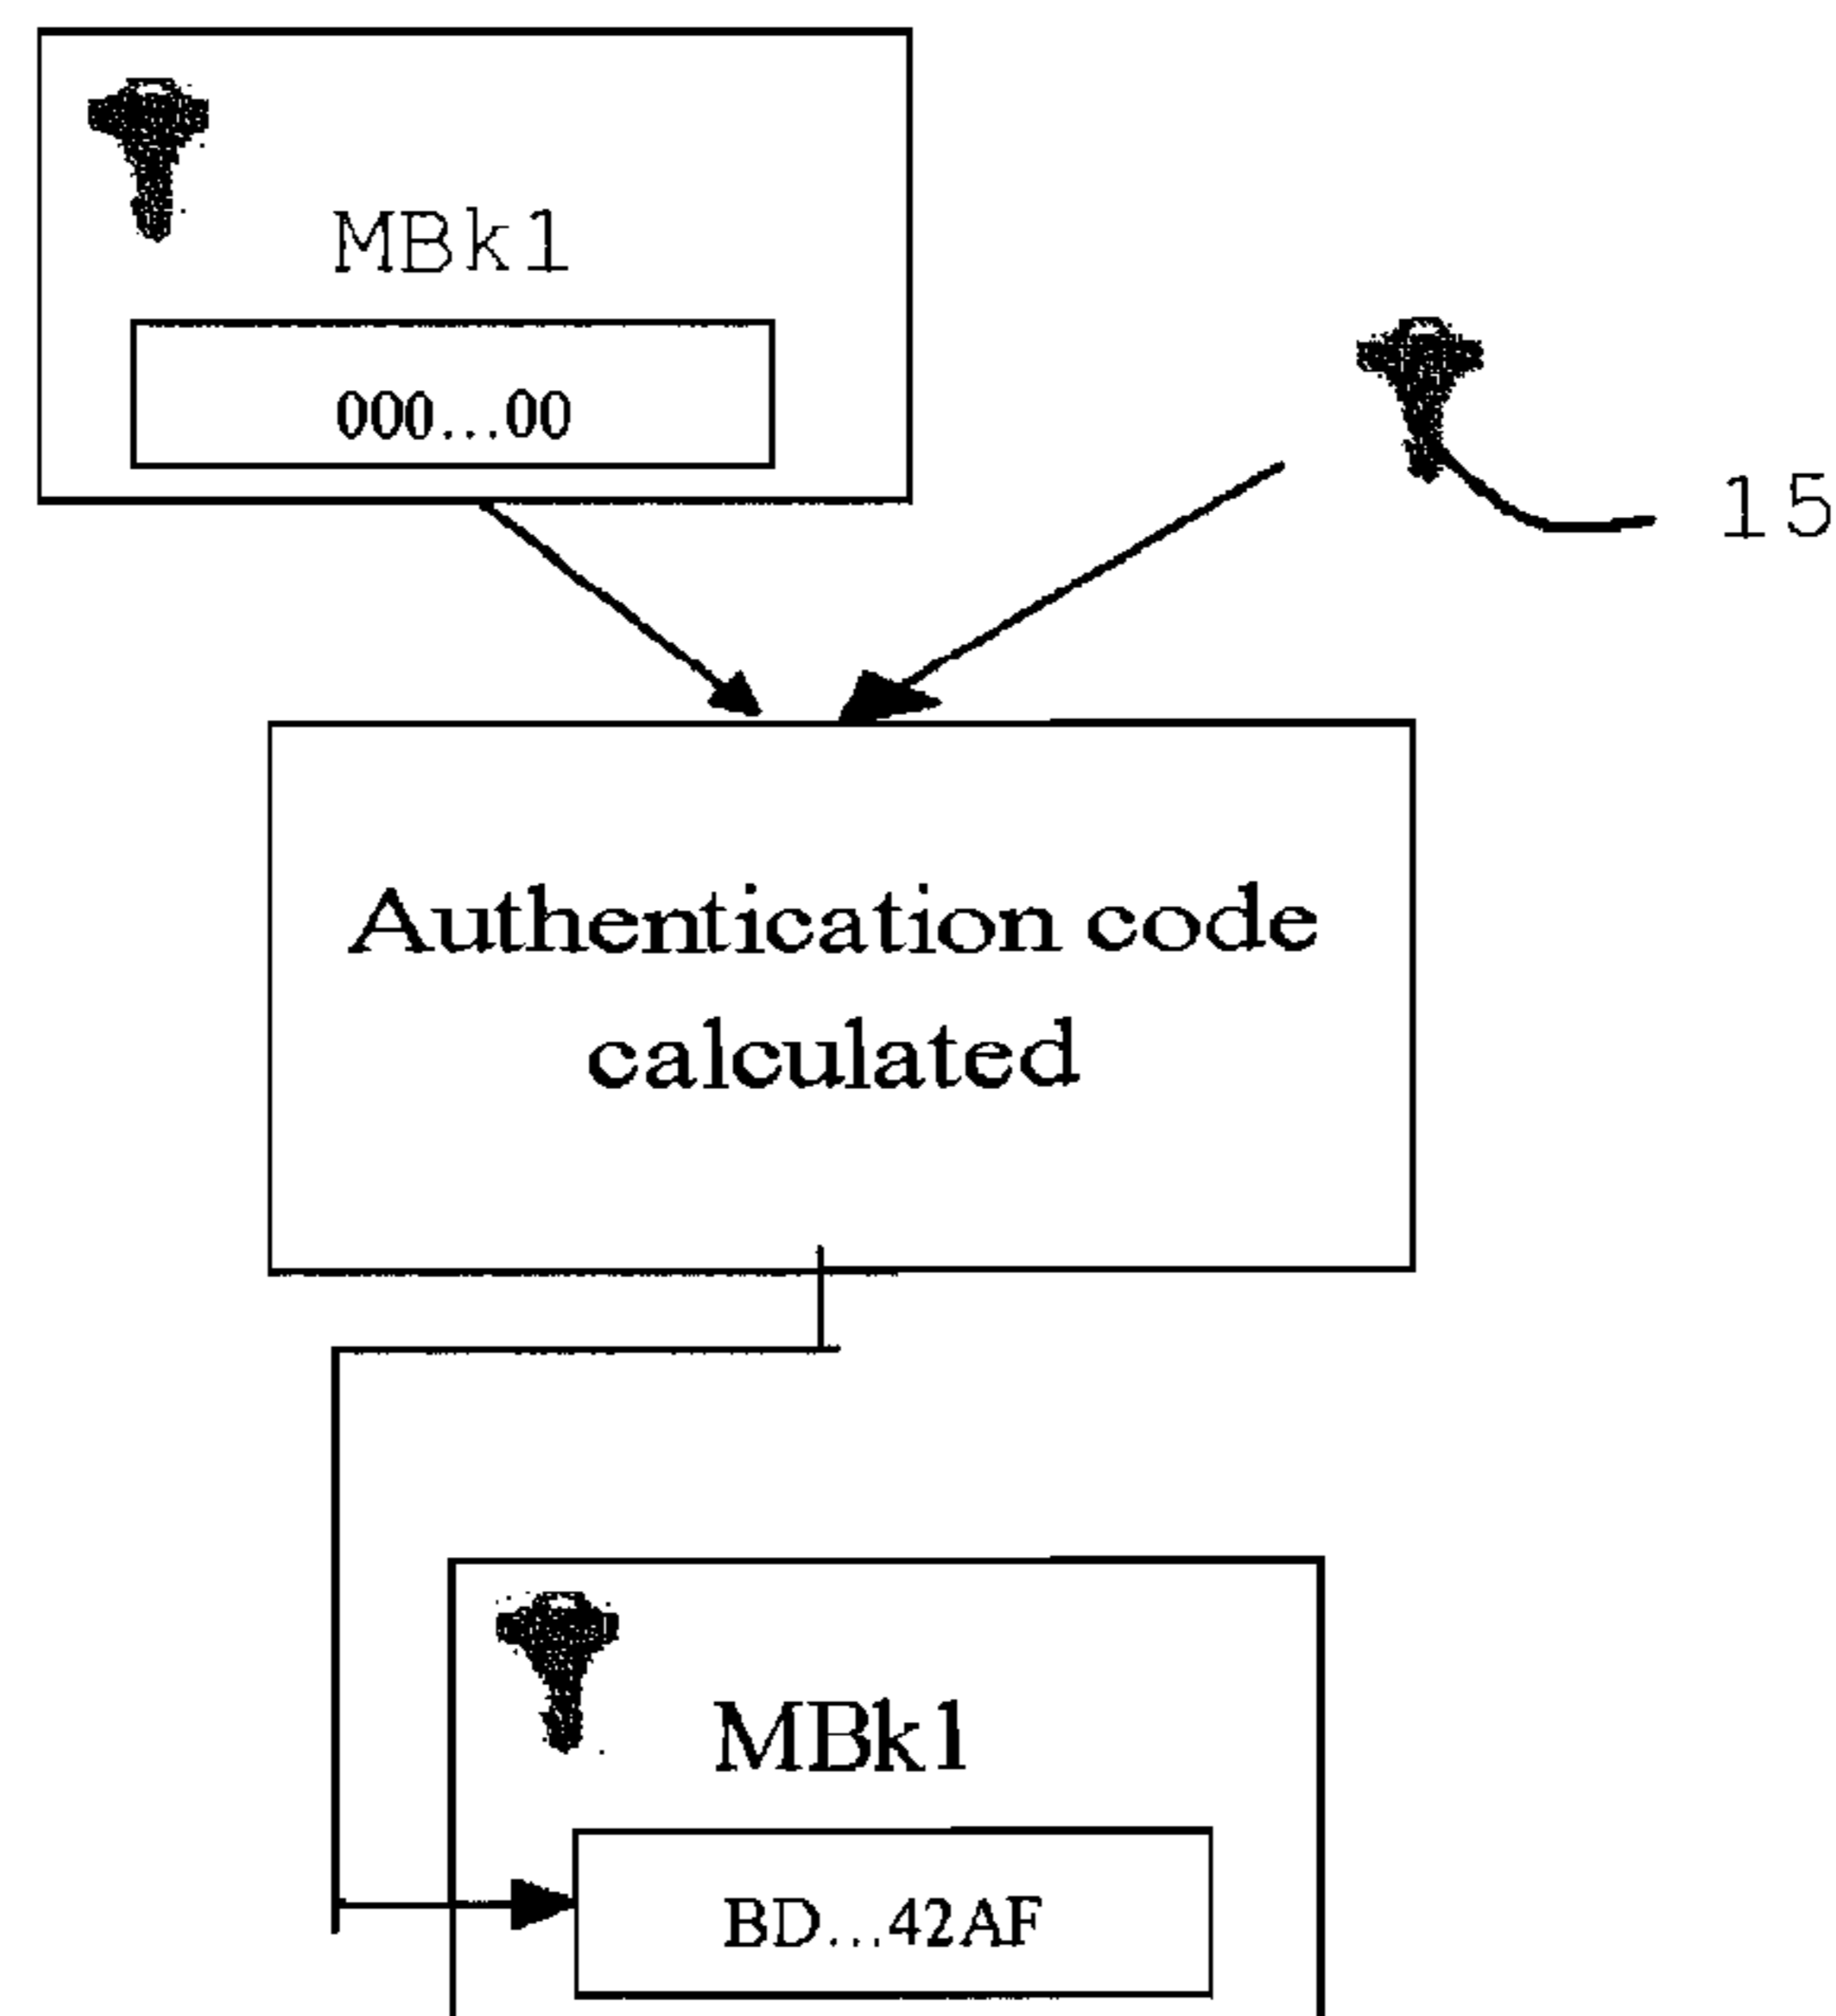 MBk1
000...00
15
Authentication code
calculated
MBk1
BD...42AF